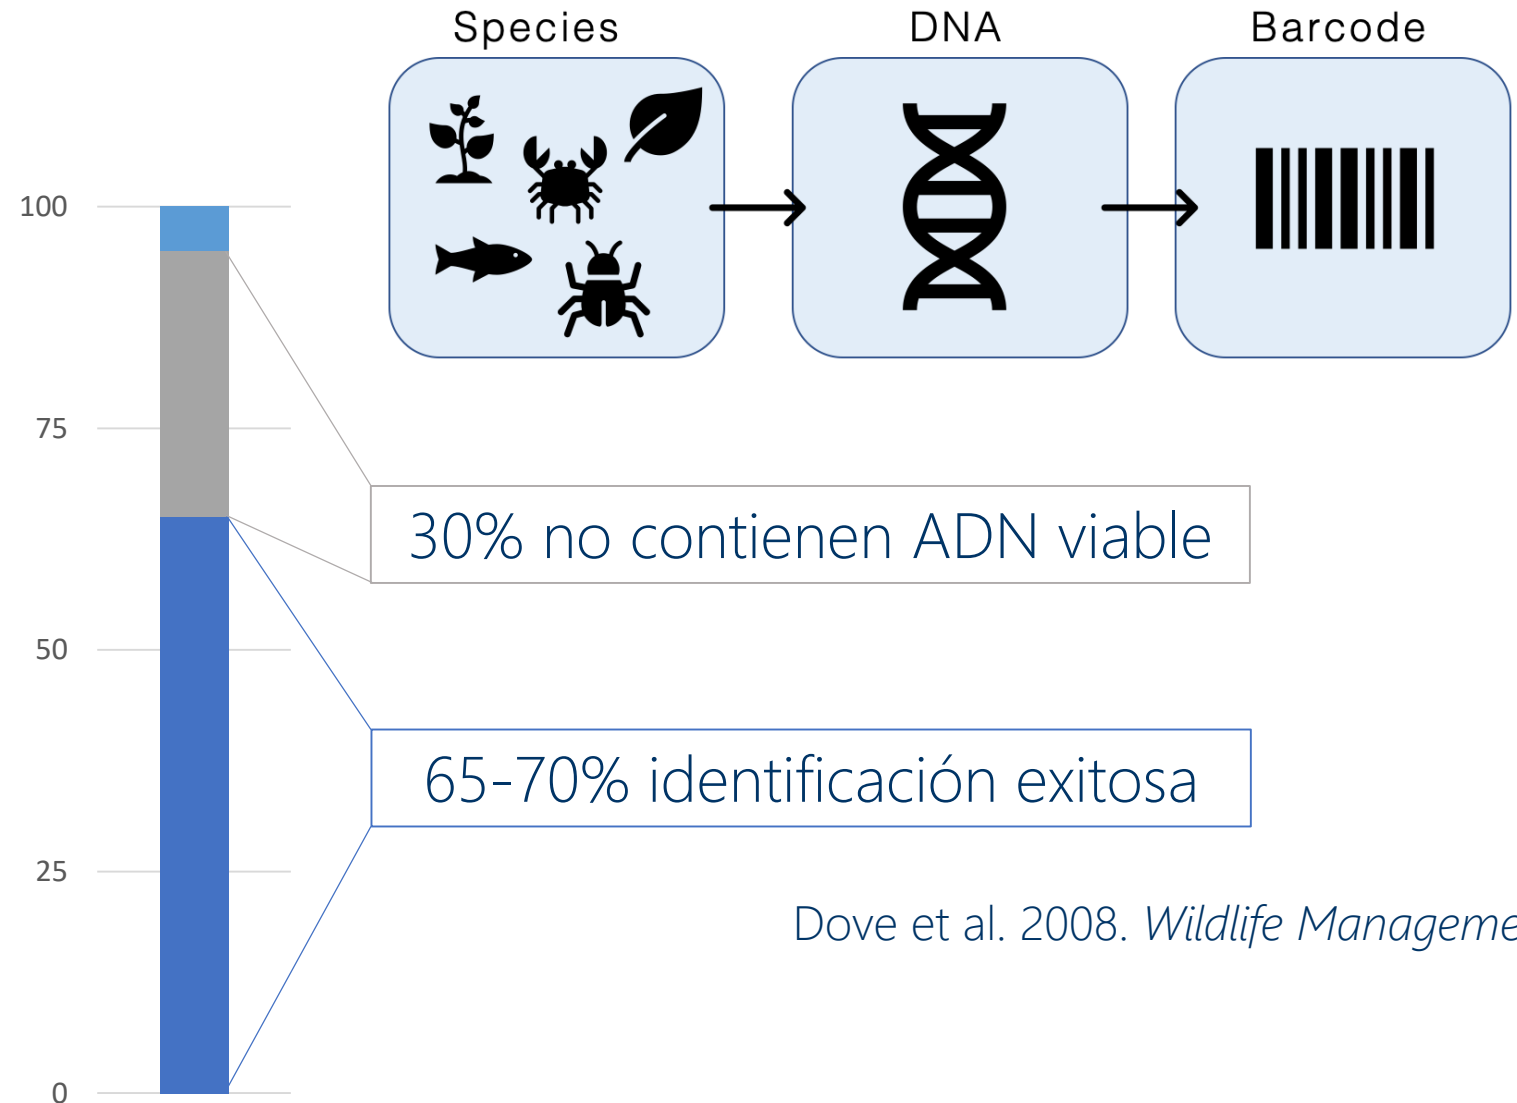 Species
DNA
Barcode
100
75
30% no contienen ADN viable
50
65-70% identificación exitosa
25
Dove et al. 2008. Wildlife
0